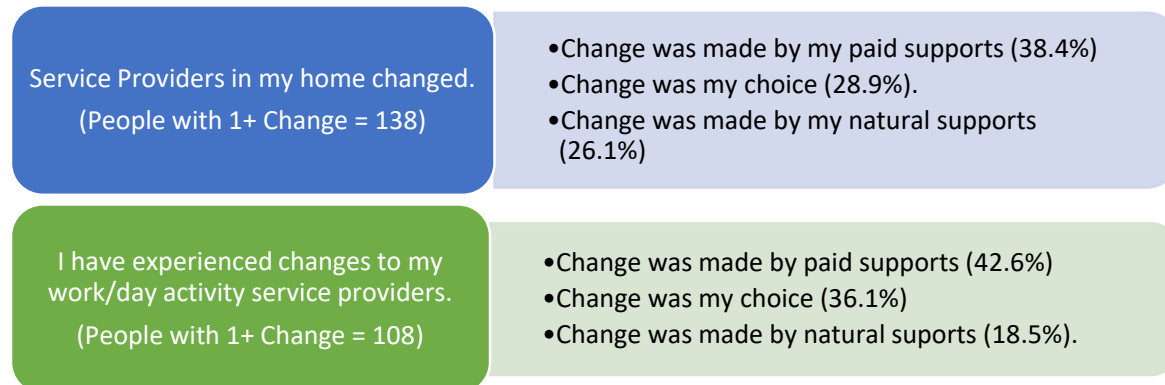 Service Providers in my home changed.
(People with 1+ Change = 138)
•Change was made by my paid supports (38.4%)
•Change was my choice (28.9%).
•Change was made by my natural supports
(26.1%)
I have experienced changes to my
work/day activity service providers.
(People with 1+ Change = 108)
•Change was made by paid supports (42.6%)
•Change was my choice (36.1%)
•Change was made by natural suports (18.5%).